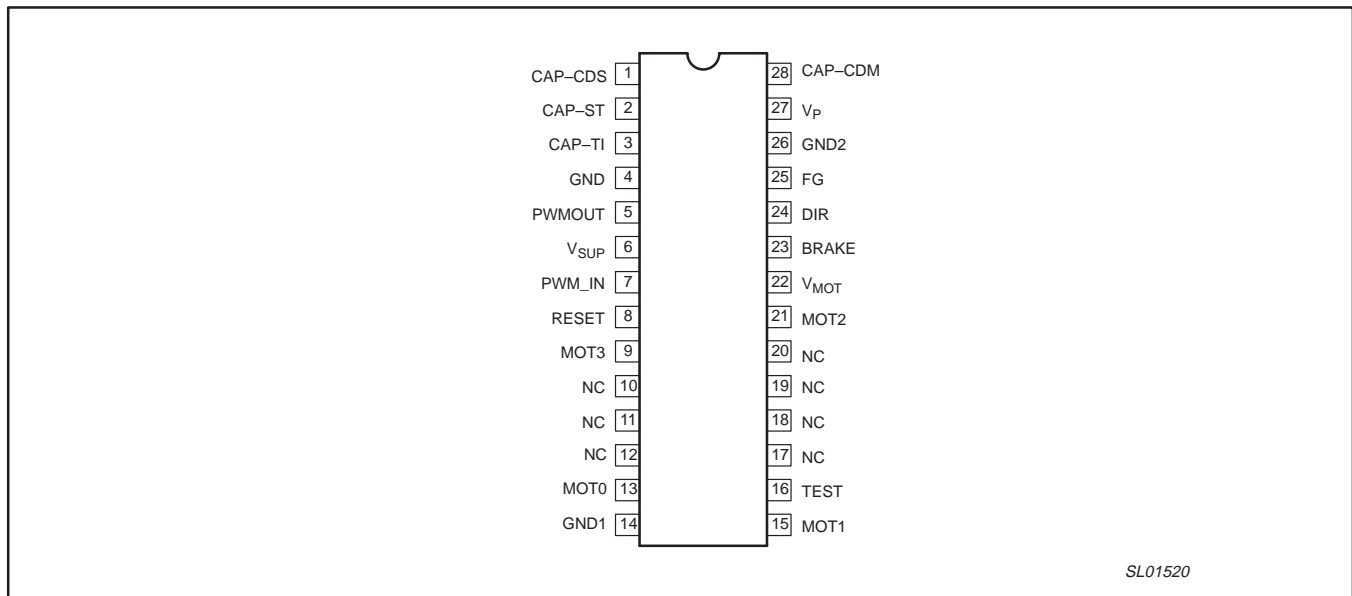 CAP–CDS 1 28 CAP–CDM
CAP–ST 2 27 VP
CAP–TI 3 26 GND2
GND 4 25 FG
PWMOUT 5 24 DIR
VSUP 6 23 BRAKE
PWM_IN 7 22 VMOT
RESET 8 21 MOT2
MOT3 9 20 NC
NC 10 19 NC
NC 11 18 NC
NC 12 17 NC
MOT0 13 16 TEST
GND1 14 15 MOT1
SL01520